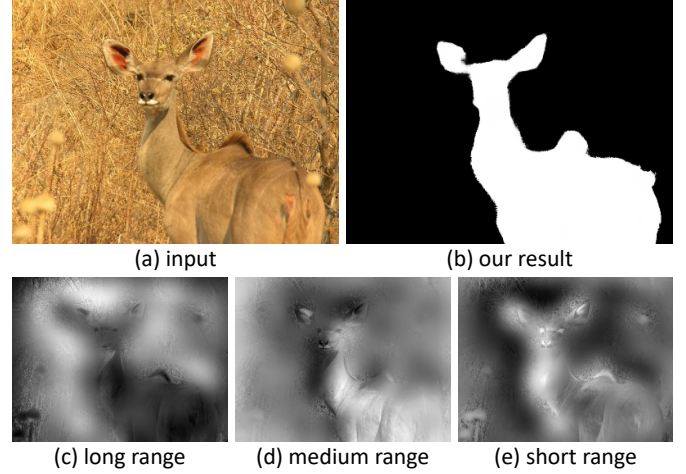 (a) input
(b) our result
(c) long range
(d) medium range
(e) short range